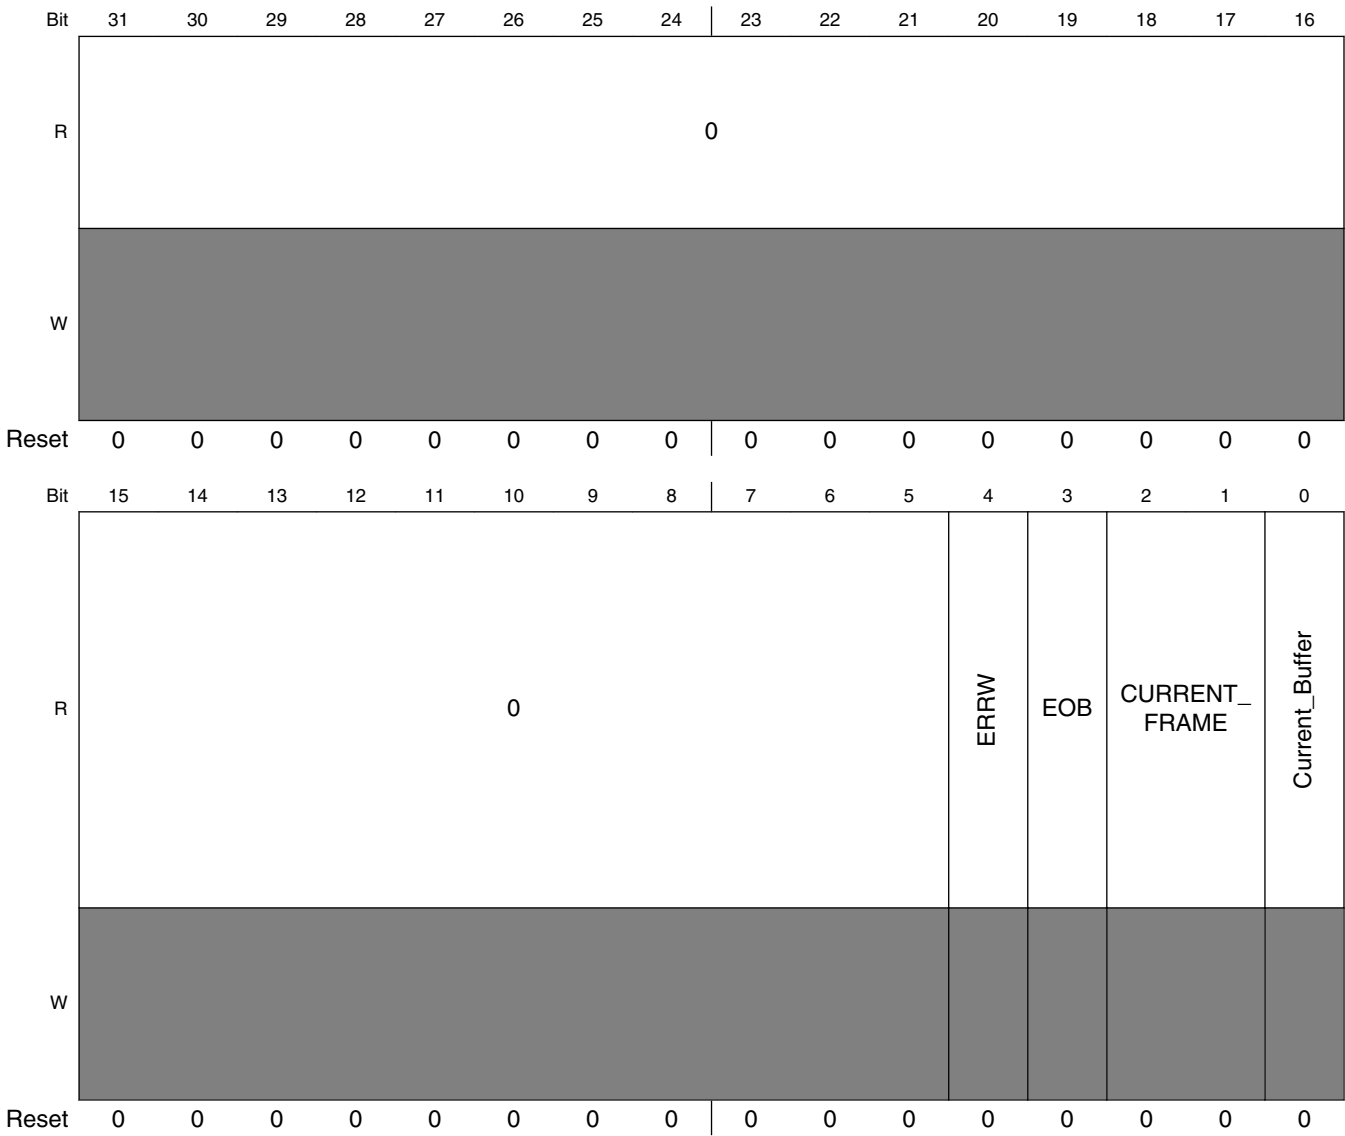 Bit 31 30 29 28 27 26 25 24 23 22 21 20 19 18 17 16
R 0
W
Reset 0 0 0 0 0 0 0 0 0 0 0 0 0 0 0 0
Bit 15 14 13 12 11 10 9 8 7 6 5 4 3 2 1 0
R 0 ERRW EOB CURRENT_
FRAME
Current_Buffer
W
Reset 0 0 0 0 0 0 0 0 0 0 0 0 0 0 0 0